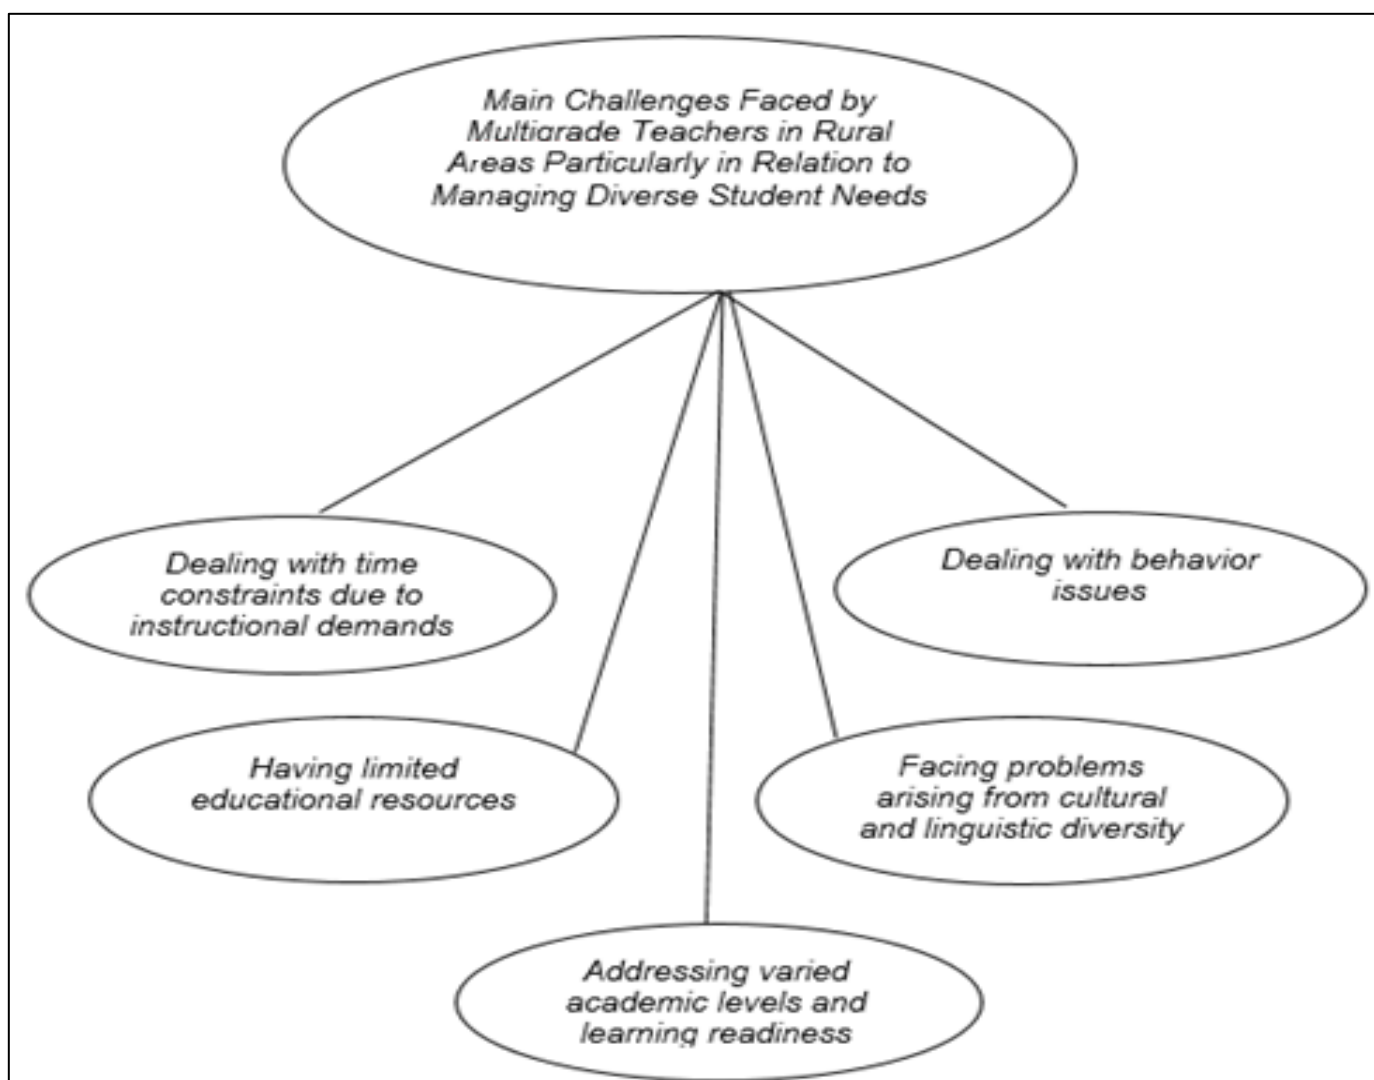 Main Challenges Faced by
Multigrade Teachers in Rural
Areas Particularly in Relation to
Managing Diverse Student Needs
Dealing with time
constraints due to
instructional demands
Dealing with behavior
issues
Having limited
educational resources
Facing problems
arising from cultural
and linguistic diversity
Addressing varied
academic levels and
learning readiness